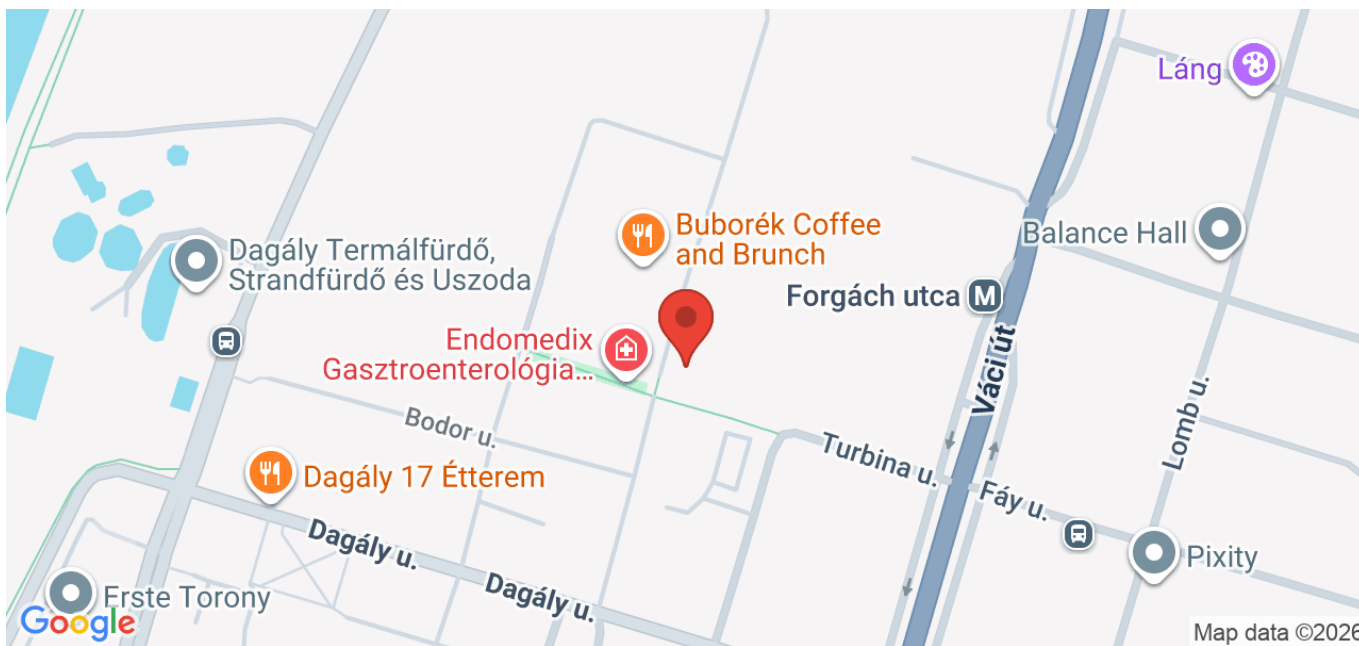 Láng
Buborék Coffee
and Brunch
Balance Hall
Dagály Termálfürdő,
Strandfürdő és Uszoda
Forgách utca M
Endomedix
Gasztroenterológia...
Váci út
Bodor u.
Lomb u.
Turbina u.
Dagály 17 Étterem
Fáy u.
Dagály u.
Pixity
Dagály u.
Erste Torony
Google
Map data ©2026